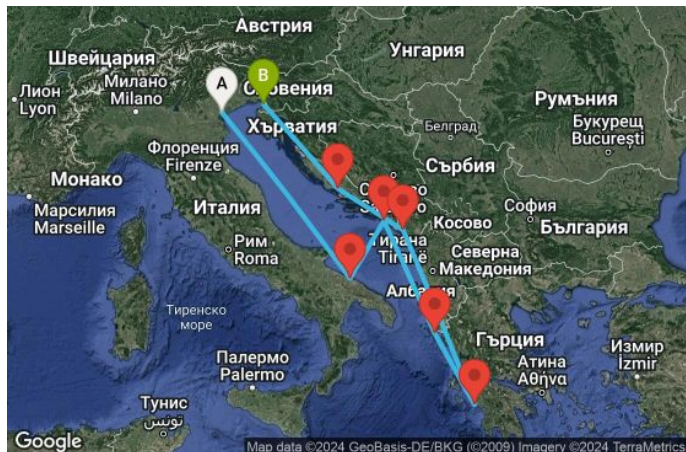 Австрия
Швейцария
Унгария
Лион
Lyon
Милано
Milano
A
B
Румъния
Хърватия
Белград
Букурещ
București
Флоренция
Firenze
Монако
Сърбия
Марсилия
Marseille
Италия
Косово
София
България
Рим
Roma
Тирана
Tiranë
Северна
Македония
Тиренско
море
Гърция
Измир
İzmir
Палермо
Palermo
Атина
Αθήνα
Тунис
تونس
Google
Map data ©2024 GeoBasis-DE/BKG (©2009) Imagery ©2024 TerraMetrics